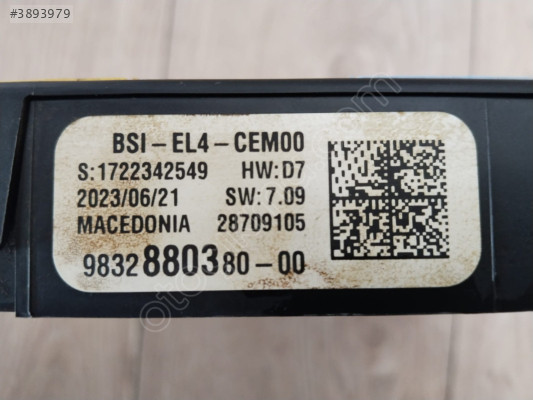 #3893979
BSI-EL4-CEM00
S:1722342549 HW:D7
2023/06/21 SW:7.09
MACEDONIA 28709105
9832880380-00